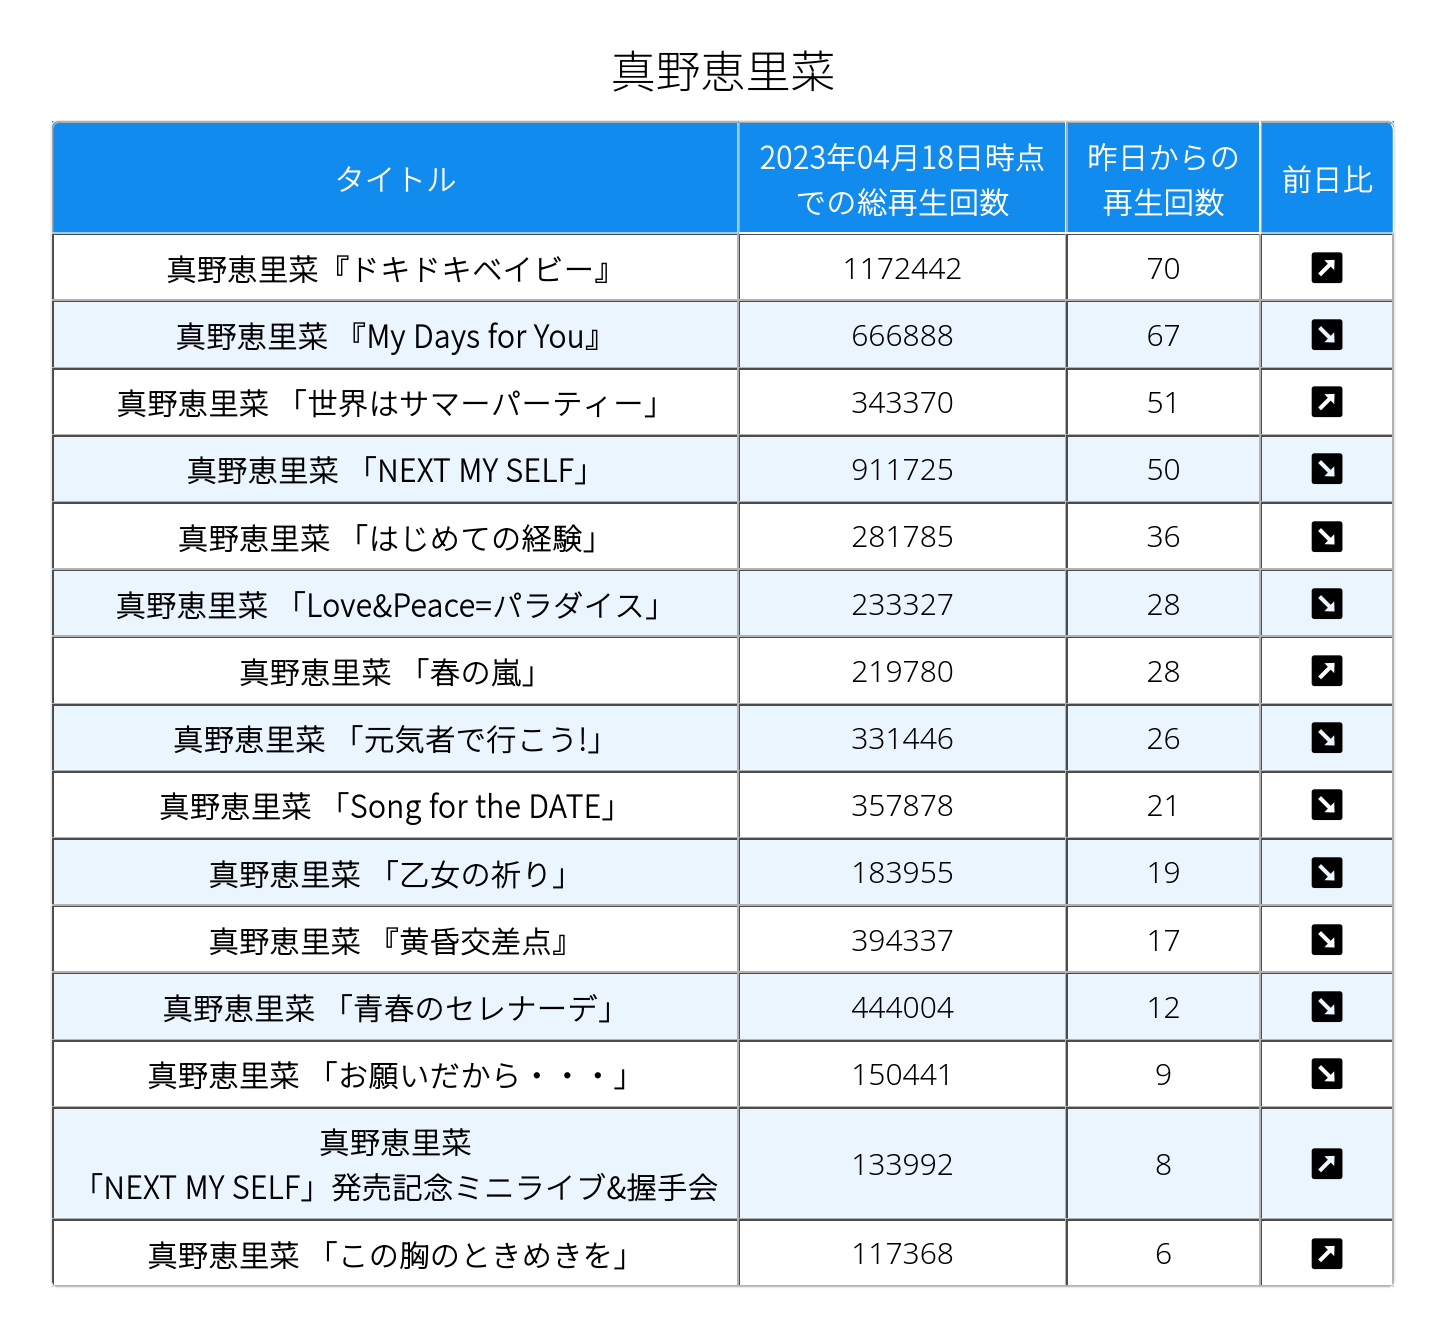 真野恵里菜
タイトル
2023年04月18日時点
での総再生回数
昨日からの
再生回数
前日比
真野恵里菜『ドキドキベイビー』 1172442 70
真野恵里菜 『My Days for You』 666888 67
真野恵里菜 「世界はサマーパーティー」 343370 51
真野恵里菜 「NEXT MY SELF」 911725 50
真野恵里菜 「はじめての経験」 281785 36
真野恵里菜 「Love&Peace=パラダイス」 233327 28
真野恵里菜 「春の嵐」 219780 28
真野恵里菜 「元気者で行こう!」 331446 26
真野恵里菜 「Song for the DATE」 357878 21
真野恵里菜 「乙女の祈り」 183955 19
真野恵里菜 『黄昏交差点』 394337 17
真野恵里菜 「青春のセレナーデ」 444004 12
真野恵里菜 「お願いだから・・・」 150441 9
真野恵里菜
「NEXT MY SELF」発売記念ミニライブ&握手会 133992 8
真野恵里菜 「この胸のときめきを」 117368 6